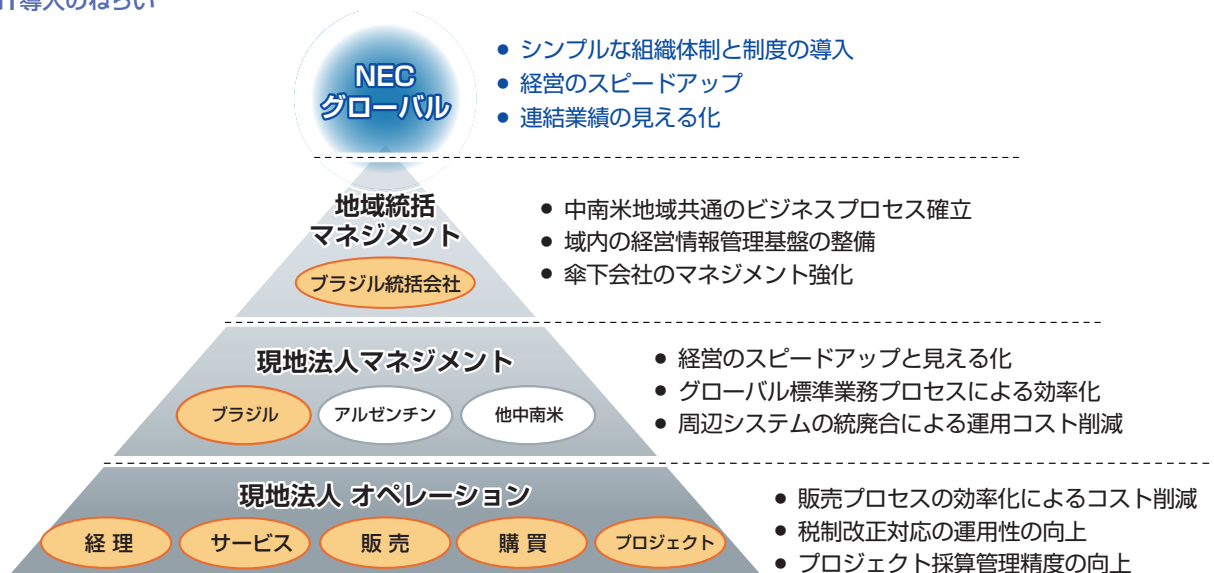 IT導入のねらい
NEC
グローバル
• シンプルな組織体制と制度の導入
• 経営のスピードアップ
• 連結業績の見える化
地域統括
マネジメント
ブラジル統括会社
• 中南米地域共通のビジネスプロセス確立
• 域内の経営情報管理基盤の整備
• 傘下会社のマネジメント強化
現地法人マネジメント
ブラジル
アルゼンチン
他中南米
• 経営のスピードアップと見える化
• グローバル標準業務プロセスによる効率化
• 周辺システムの統廃合による運用コスト削減
現地法人 オペレーション
経 理
サービス
販 売
購 買
プロジェクト
• 販売プロセスの効率化によるコスト削減
• 税制改正対応の運用性の向上
• プロジェクト採算管理精度の向上